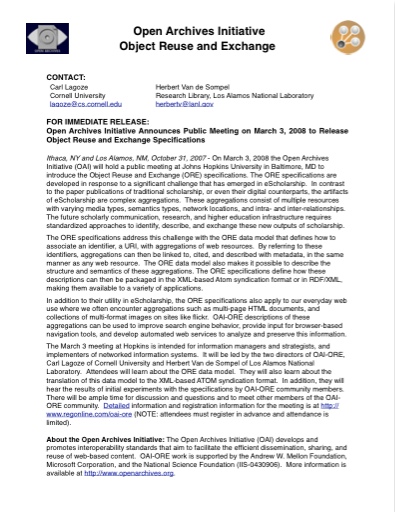 Open Archives Initiative
Object Reuse and Exchange
CONTACT:
Carl Lagoze Herbert Van de Sompel
Cornell University Research Library, Los Alamos National Laboratory
lagoze@cs.cornell.edu herbertv@lanl.gov
FOR IMMEDIATE RELEASE:
Open Archives Initiative Announces Public Meeting on March 3, 2008 to Release
Object Reuse and Exchange Specifications
Ithaca, NY and Los Alamos, NM, October 31, 2007 - On March 3, 2008 the Open Archives
Initiative (OAI) will hold a public meeting at Johns Hopkins University in Baltimore, MD to
introduce the Object Reuse and Exchange (ORE) specifications. The ORE specifications are
developed in response to a significant challenge that has emerged in eScholarship. In contrast
to the paper publications of traditional scholarship, or even their digital counterparts, the artifacts
of eScholarship are complex aggregations. These aggregations consist of multiple resources
with varying media types, semantics types, network locations, and intra- and inter-relationships.
The future scholarly communication, research, and higher education infrastructure requires
standardized approaches to identify, describe, and exchange these new outputs of scholarship.
The ORE specifications address this challenge with the ORE data model that defines how to
associate an identifier, a URI, with aggregations of web resources. By referring to these
identifiers, aggregations can then be linked to, cited, and described with metadata, in the same
manner as any web resource. The ORE data model also makes it possible to describe the
structure and semantics of these aggregations. The ORE specifications define how these
descriptions can then be packaged in the XML-based Atom syndication format or in RDF/XML,
making them available to a variety of applications.
In addition to their utility in eScholarship, the ORE specifications also apply to our everyday web
use where we often encounter aggregations such as multi-page HTML documents, and
collections of multi-format images on sites like flickr. OAI-ORE descriptions of these
aggregations can be used to improve search engine behavior, provide input for browser-based
navigation tools, and develop automated web services to analyze and preserve this information.
The March 3 meeting at Hopkins is intended for information managers and strategists, and
implementers of networked information systems. It will be led by the two directors of OAI-ORE,
Carl Lagoze of Cornell University and Herbert Van de Sompel of Los Alamos National
Laboratory. Attendees will learn about the ORE data model. They will also learn about the
translation of this data model to the XML-based ATOM syndication format. In addition, they will
hear the results of initial experiments with the specifications by OAI-ORE community members.
There will be ample time for discussion and questions and to meet other members of the OAI-
ORE community. Detailed information and registration information for the meeting is at http://
www.regonline.com/oai-ore (NOTE: attendees must register in advance and attendance is
limited).
About the Open Archives Initiative: The Open Archives Initiative (OAI) develops and
promotes interoperability standards that aim to facilitate the efficient dissemination, sharing, and
reuse of web-based content. OAI-ORE work is supported by the Andrew W. Mellon Foundation,
Microsoft Corporation, and the National Science Foundation (IIS-0430906). More information is
available at http://www.openarchives.org.